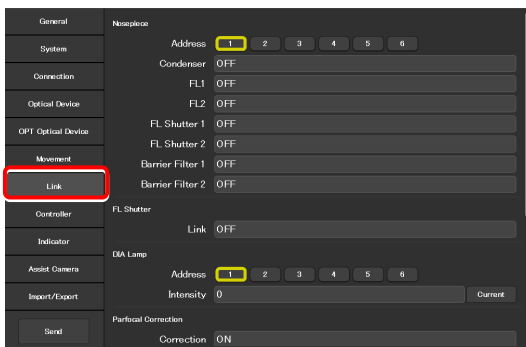 General
System
Connection
Optical Device
OPT Optical Device
Movement
Link
Controller
Indicator
Assist Camera
Import/Export
Send
Nosepiece
Address 1 2 3 4 5 6
Condenser OFF
FL1 OFF
FL2 OFF
FL Shutter 1 OFF
FL Shutter 2 OFF
Barrier Filter 1 OFF
Barrier Filter 2 OFF
FL Shutter
Link OFF
DIA Lamp
Address 1 2 3 4 5 6
Intensity 0 Current
Parfocal Correction
Correction ON